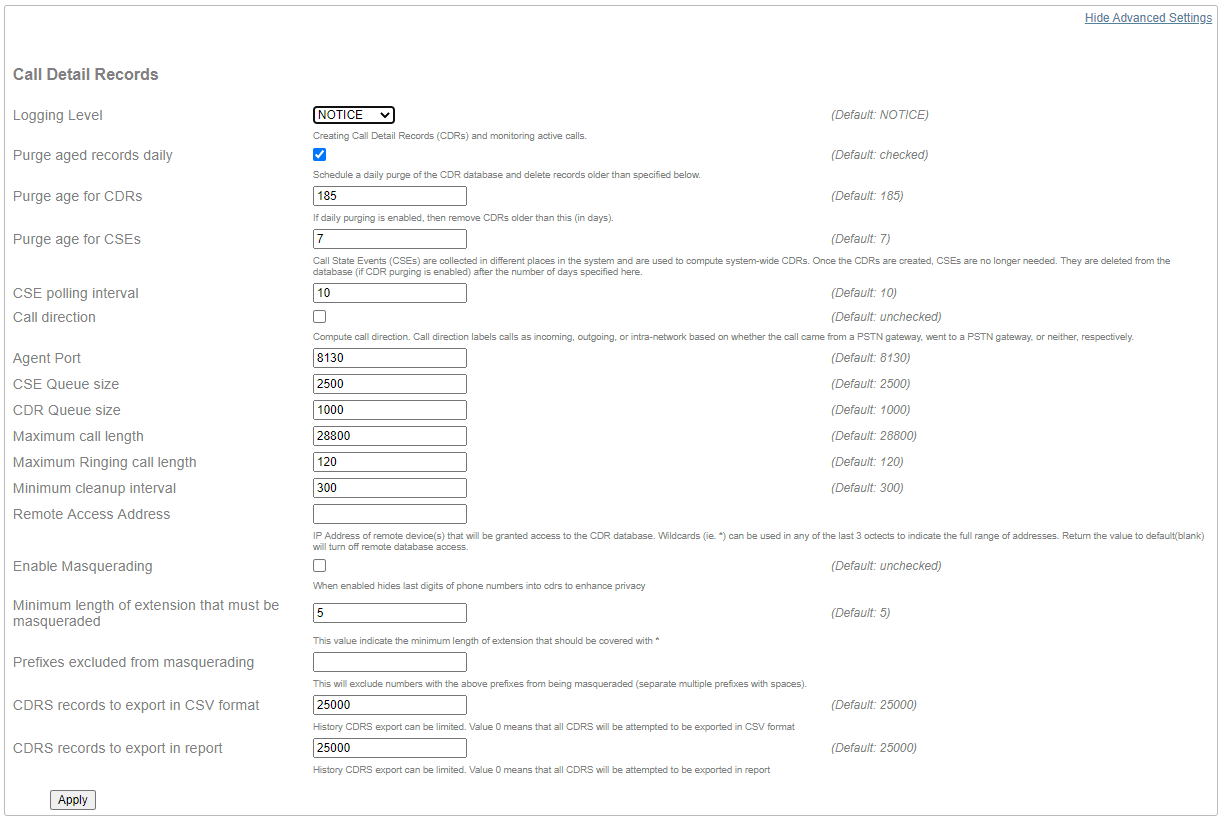 Hide Advanced Settings
Call Detail Records
Logging Level NOTICE (Default: NOTICE)
Creating Call Detail Records (CDRs) and monitoring active calls.
Purge aged records daily (Default: checked)
Schedule a daily purge of the CDR database and delete records older than specified below.
Purge age for CDRs 185 (Default: 185)
If daily purging is enabled, then remove CDRs older than this (in days).
Purge age for CSEs 7 (Default: 7)
Call State Events (CSEs) are collected in different places in the system and are used to compute system-wide CDRs. Once the CDRs are created, CSEs are no longer needed. They are deleted from the
database (if CDR purging is enabled) after the number of days specified here.
CSE polling interval 10 (Default: 10)
Call direction (Default: unchecked)
Compute call direction. Call direction labels calls as incoming, outgoing, or intra-network based on whether the call came from a PSTN gateway, went to a PSTN gateway, or neither, respectively.
Agent Port 8130 (Default: 8130)
CSE Queue size 2500 (Default: 2500)
CDR Queue size 1000 (Default: 1000)
Maximum call length 28800 (Default: 28800)
Maximum Ringing call length 120 (Default: 120)
Minimum cleanup interval 300 (Default: 300)
Remote Access Address
IP Address of remote device(s) that will be granted access to the CDR database. Wildcards (ie. *) can be used in any of the last 3 octects to indicate the full range of addresses. Return the value to default(blank)
will turn off remote database access.
Enable Masquerading (Default: unchecked)
When enabled hides last digits of phone numbers into cdrs to enhance privacy
Minimum length of extension that must be
masqueraded 5 (Default: 5)
This value indicate the minimum length of extension that should be covered with *
Prefixes excluded from masquerading
This will exclude numbers with the above prefixes from being masqueraded (separate multiple prefixes with spaces).
CDRS records to export in CSV format 25000 (Default: 25000)
History CDRS export can be limited. Value 0 means that all CDRS will be attempted to be exported in CSV format
CDRS records to export in report 25000 (Default: 25000)
History CDRS export can be limited. Value 0 means that all CDRS will be attempted to be exported in report
Apply